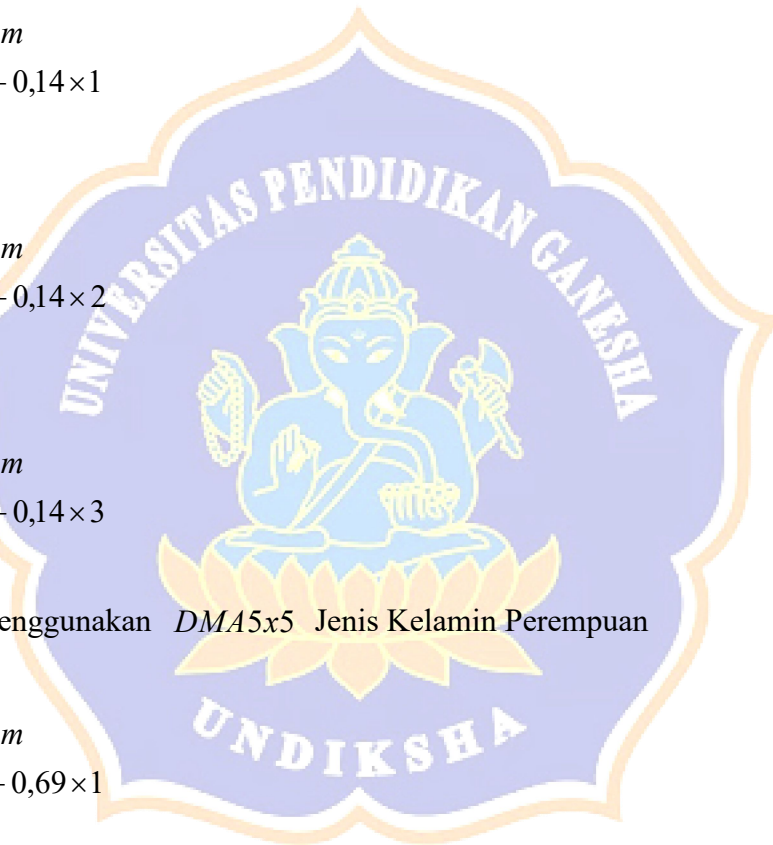 m
- 0,14×1
UNIVERSITAS PENDIDIKAN GANESHA
m
- 0,14×2
m
- 0,14×3
enggunakan DMA5x5 Jenis Kelamin Perempuan
UNDIKSHA
m
- 0,69×1